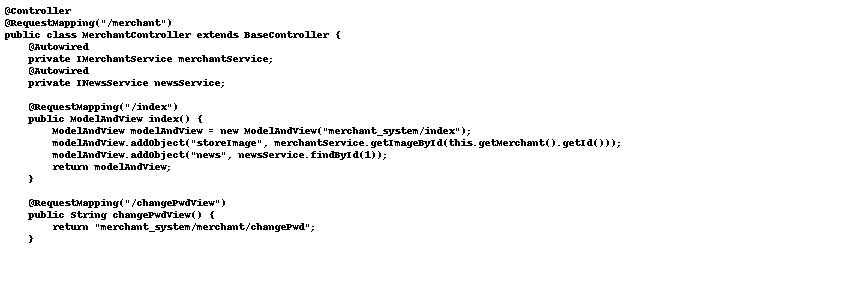 @Controller
@RequestMapping("/merchant")
public class MerchantController extends BaseController {
    @Autowired
    private IMerchantService merchantService;
    @Autowired
    private INewsService newsService;

    @RequestMapping("/index")
    public ModelAndView index() {
        ModelAndView modelAndView = new ModelAndView("merchant_system/index");
        modelAndView.addObject("storeImage", merchantService.getImageById(this.getMerchant().getId()));
        modelAndView.addObject("news", newsService.findById(1));
        return modelAndView;
    }

    @RequestMapping("/changePwdView")
    public String changePwdView() {
        return "merchant_system/merchant/changePwd";
    }